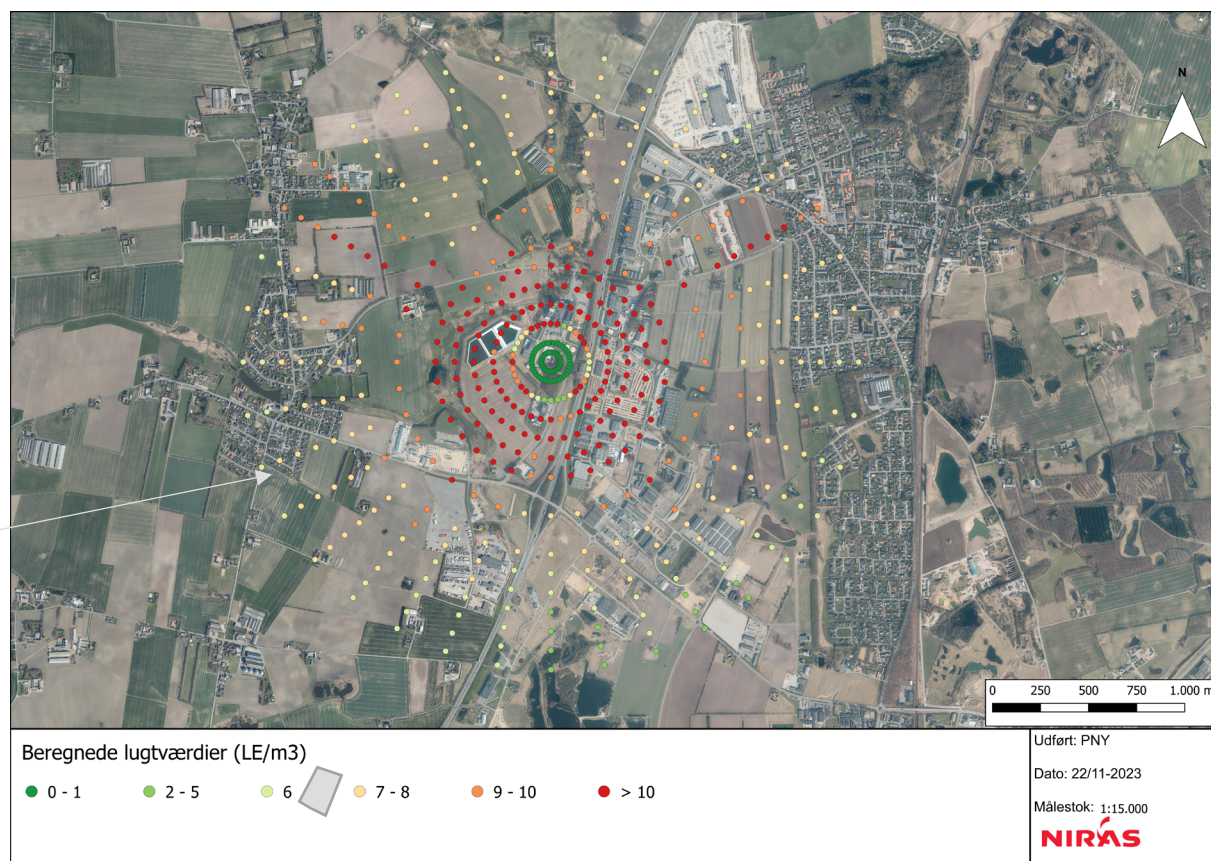 N
0 250 500 750 1.000 m
Beregnede lugtværdier (LE/m3)
0 - 1 2 - 5 6 7 - 8 9 - 10 > 10
Udført: PNY
Dato: 22/11-2023
Målestok: 1:15.000
NIRÁS